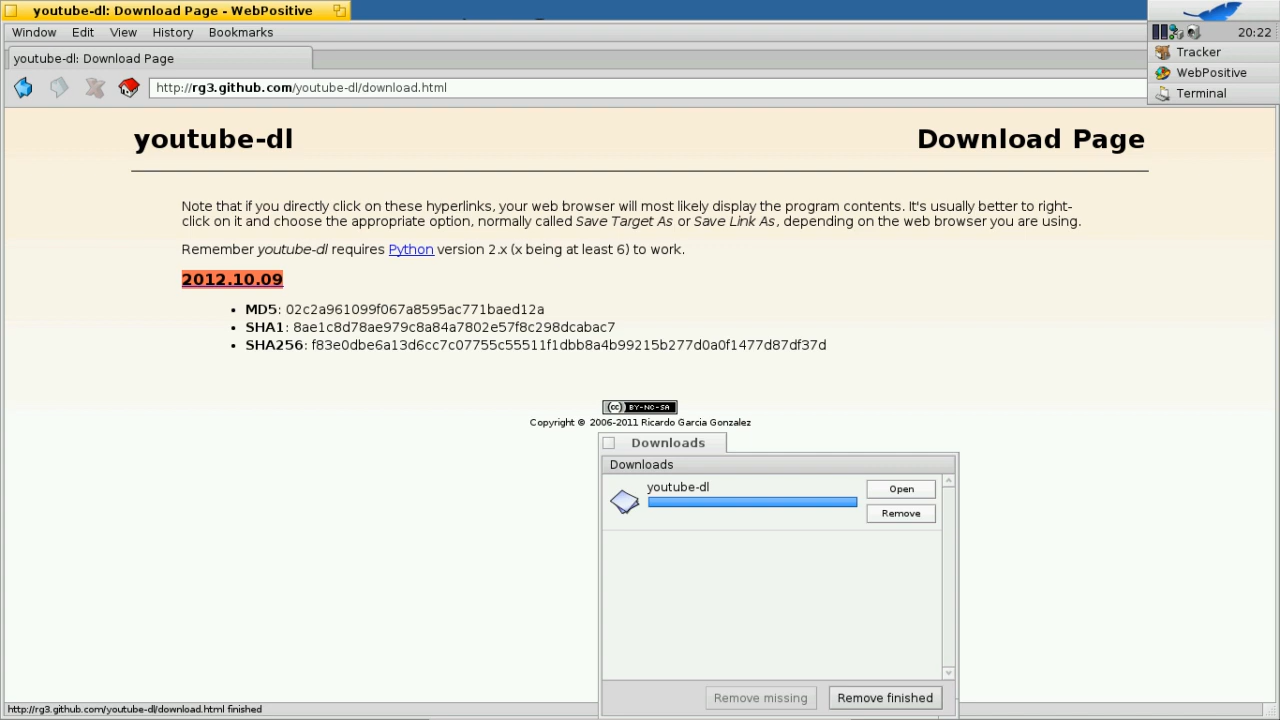 youtube-dl: Download Page - WebPositive
Window Edit View History Bookmarks
20:22
Tracker
WebPositive
Terminal
youtube-dl: Download Page
http://rg3.github.com/youtube-dl/download.html
youtube-dl
Download Page
Note that if you directly click on these hyperlinks, your web browser will most likely display the program contents. It's usually better to right-
click on it and choose the appropriate option, normally called Save Target As or Save Link As, depending on the web browser you are using.
Remember youtube-dl requires Python version 2.x (x being at least 6) to work.
2012.10.09
• MD5: 02c2a961099f067a8595ac771baed12a
• SHA1: 8ae1c8d78ae979c8a84a7802e57f8c298dcabac7
• SHA256: f83e0dbe6a13d6cc7c07755c55511f1dbb8a4b99215b277d0a0f1477d87df37d
cc BY-NC-SA
Copyright © 2006-2011 Ricardo Garcia Gonzalez
Downloads
Downloads
youtube-dl
Open
Remove
Remove missing
Remove finished
http://rg3.github.com/youtube-dl/download.html finished